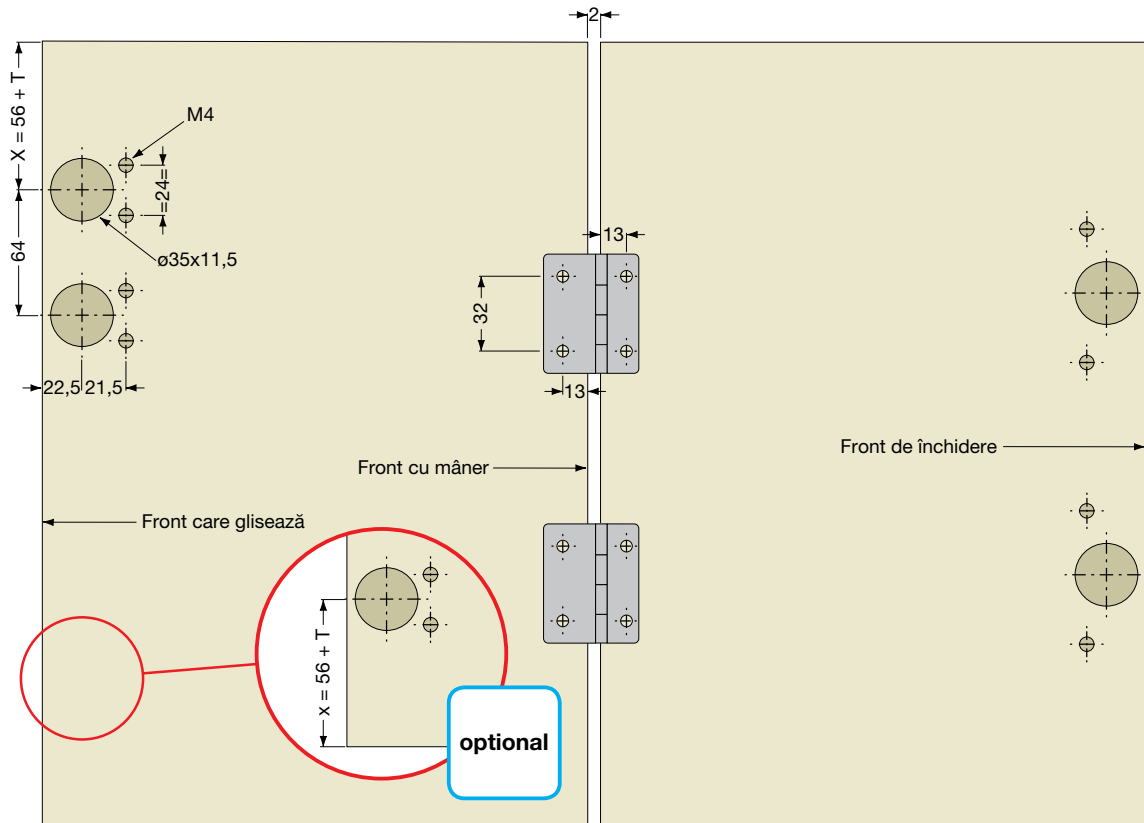 2
X = 56 + T
M4
=24=
64
ø35x11,5
13
32
22,5
21,5
13
Front de închidere
Front cu mâner
Front care glisează
x = 56 + T
optional